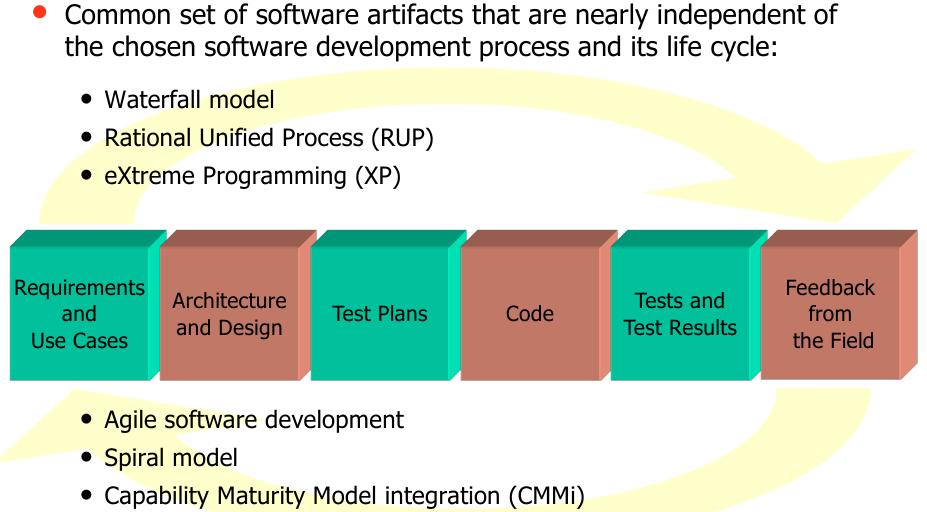 • Common set of software artifacts that are nearly independent of
the chosen software development process and its life cycle:
• Waterfall model
• Rational Unified Process (RUP)
• eXtreme Programming (XP)
Requirements
and
Use Cases
Architecture
and Design
Test Plans
Code
Tests and
Test Results
Feedback
from
the Field
• Agile software development
• Spiral model
• Capability Maturity Model integration (CMMi)